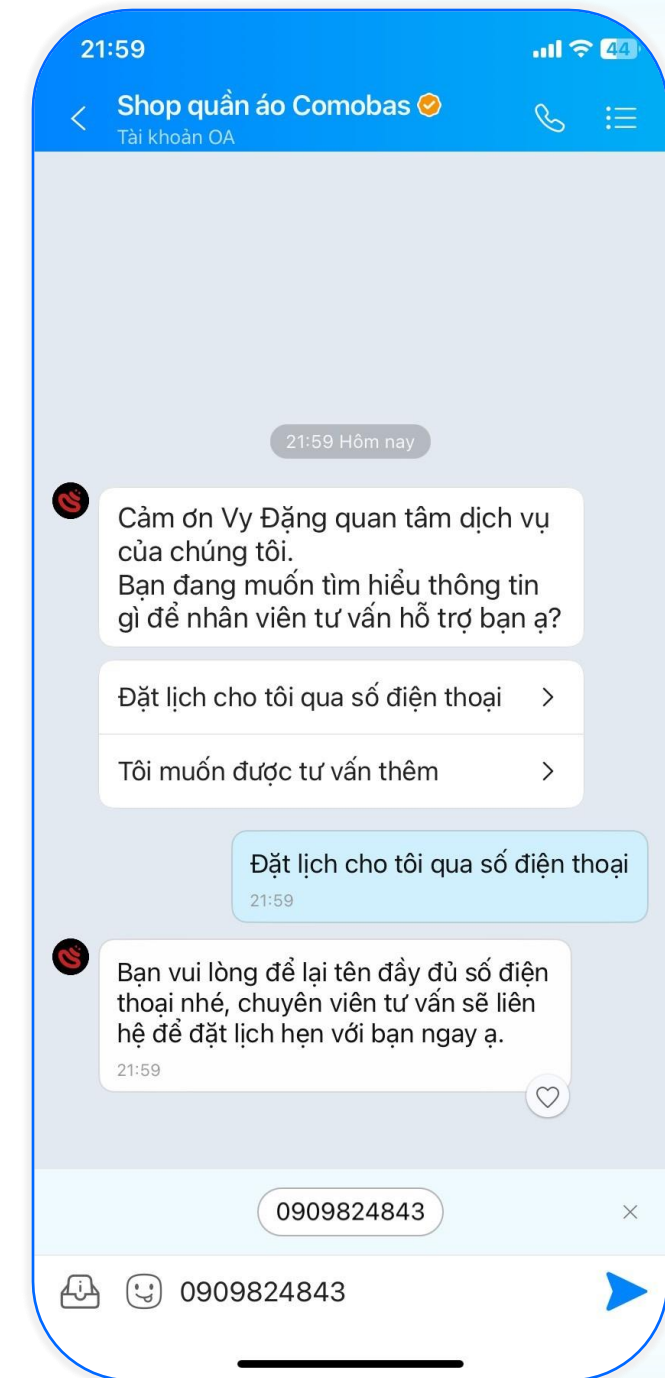 21:59
44
Shop quần áo Comobas
Tài khoản OA
21:59 Hôm nay
Cảm ơn Vy Đặng quan tâm dịch vụ
của chúng tôi.
Bạn đang muốn tìm hiểu thông tin
gì để nhân viên tư vấn hỗ trợ bạn ạ?
Đặt lịch cho tôi qua số điện thoại
Tôi muốn được tư vấn thêm
Đặt lịch cho tôi qua số điện thoại
21:59
Bạn vui lòng để lại tên đầy đủ số điện
thoại nhé, chuyên viên tư vấn sẽ liên
hệ để đặt lịch hẹn với bạn ngay ạ.
21:59
0909824843
0909824843